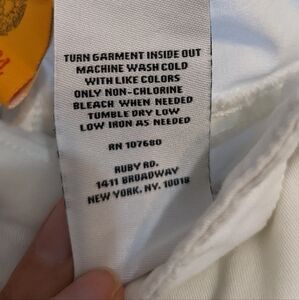 TURN GARMENT INSIDE OUT
MACHINE WASH COLD
WITH LIKE COLORS
ONLY NON-CHLORINE
BLEACH WHEN NEEDED
TUMBLE DRY LOW
LOW IRON AS NEEDED
RN 107680
RUBY RD.
1411 BROADWAY
NEW YORK, NY. 10018